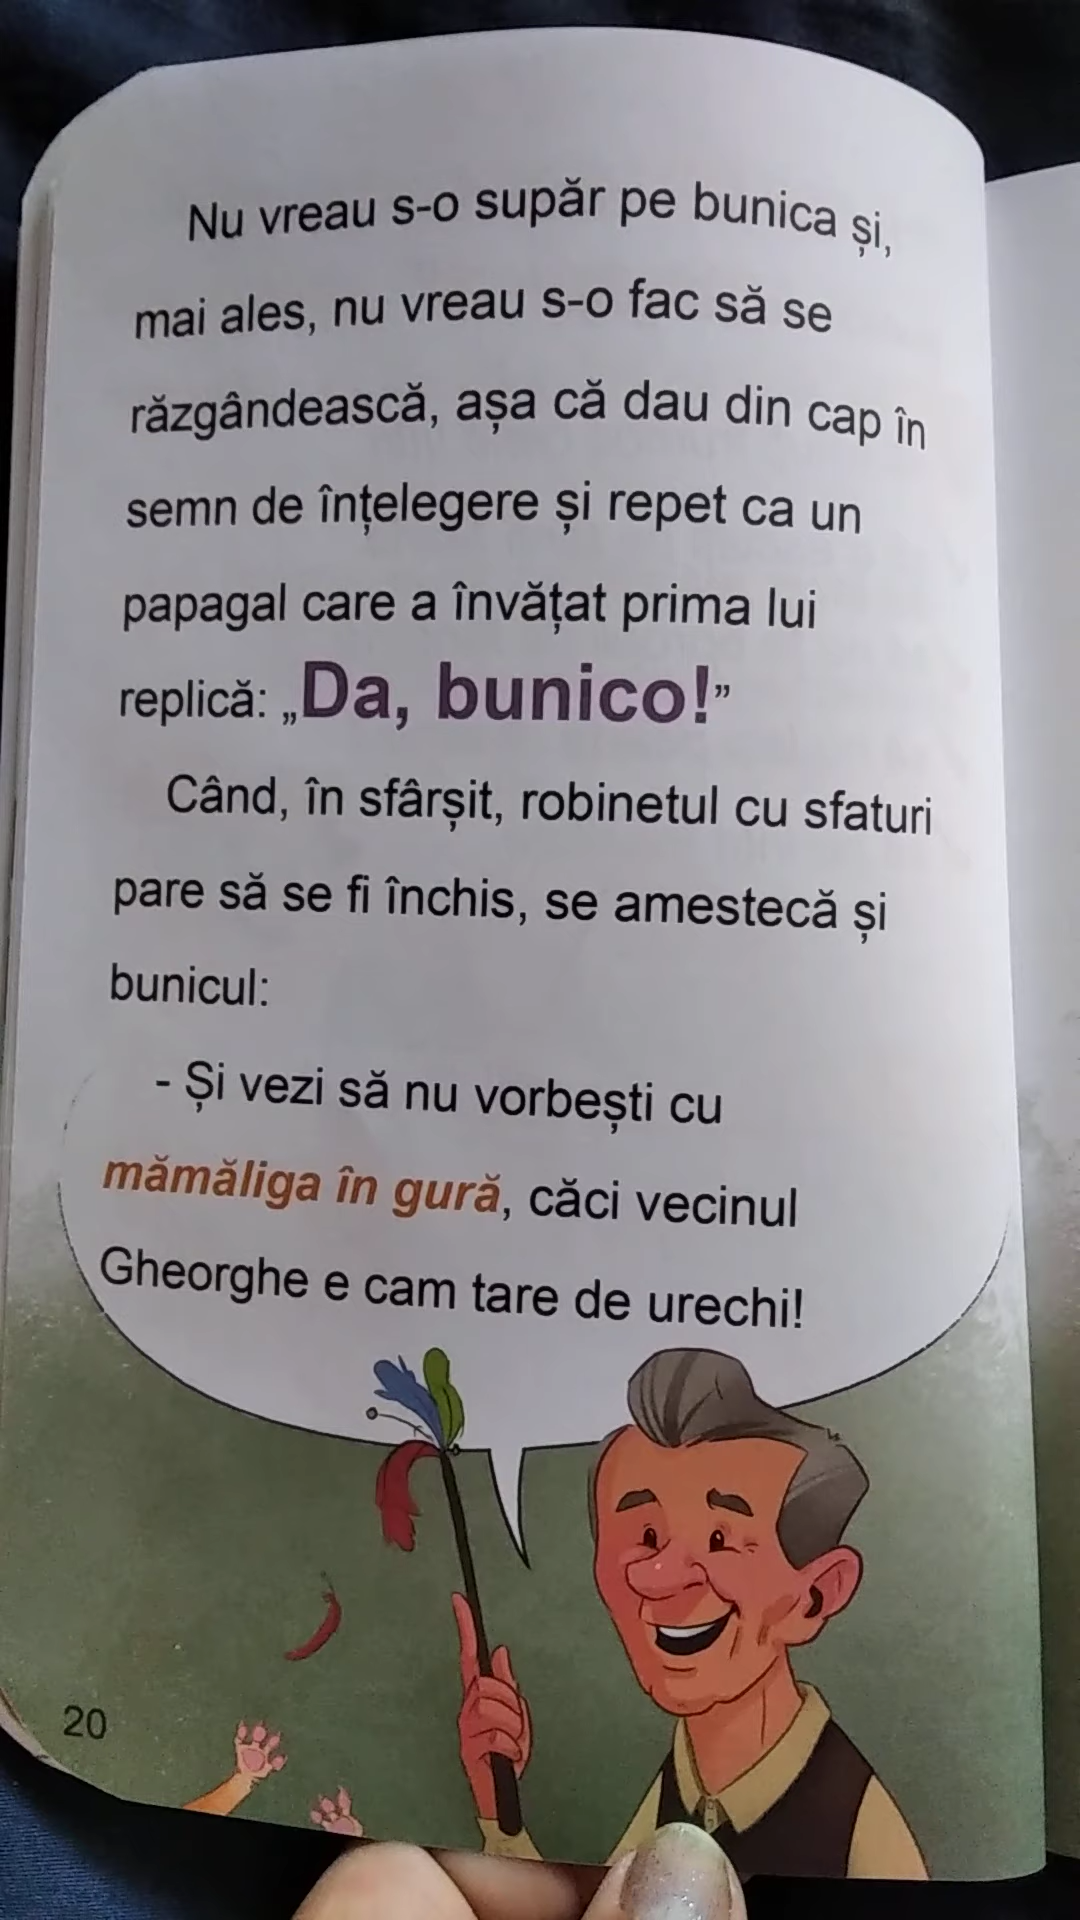 Nu vreau s-o supăr pe bunica și,
mai ales, nu vreau s-o fac să se
răzgândească, așa că dau din cap în
semn de înțelegere și repet ca un
papagal care a învățat prima lui
replică: „Da, bunico!”
Când, în sfârșit, robinetul cu sfaturi
pare să se fi închis, se amestecă și
bunicul:
- Și vezi să nu vorbești cu
mămăliga în gură, căci vecinul
Gheorghe e cam tare de urechi!
20